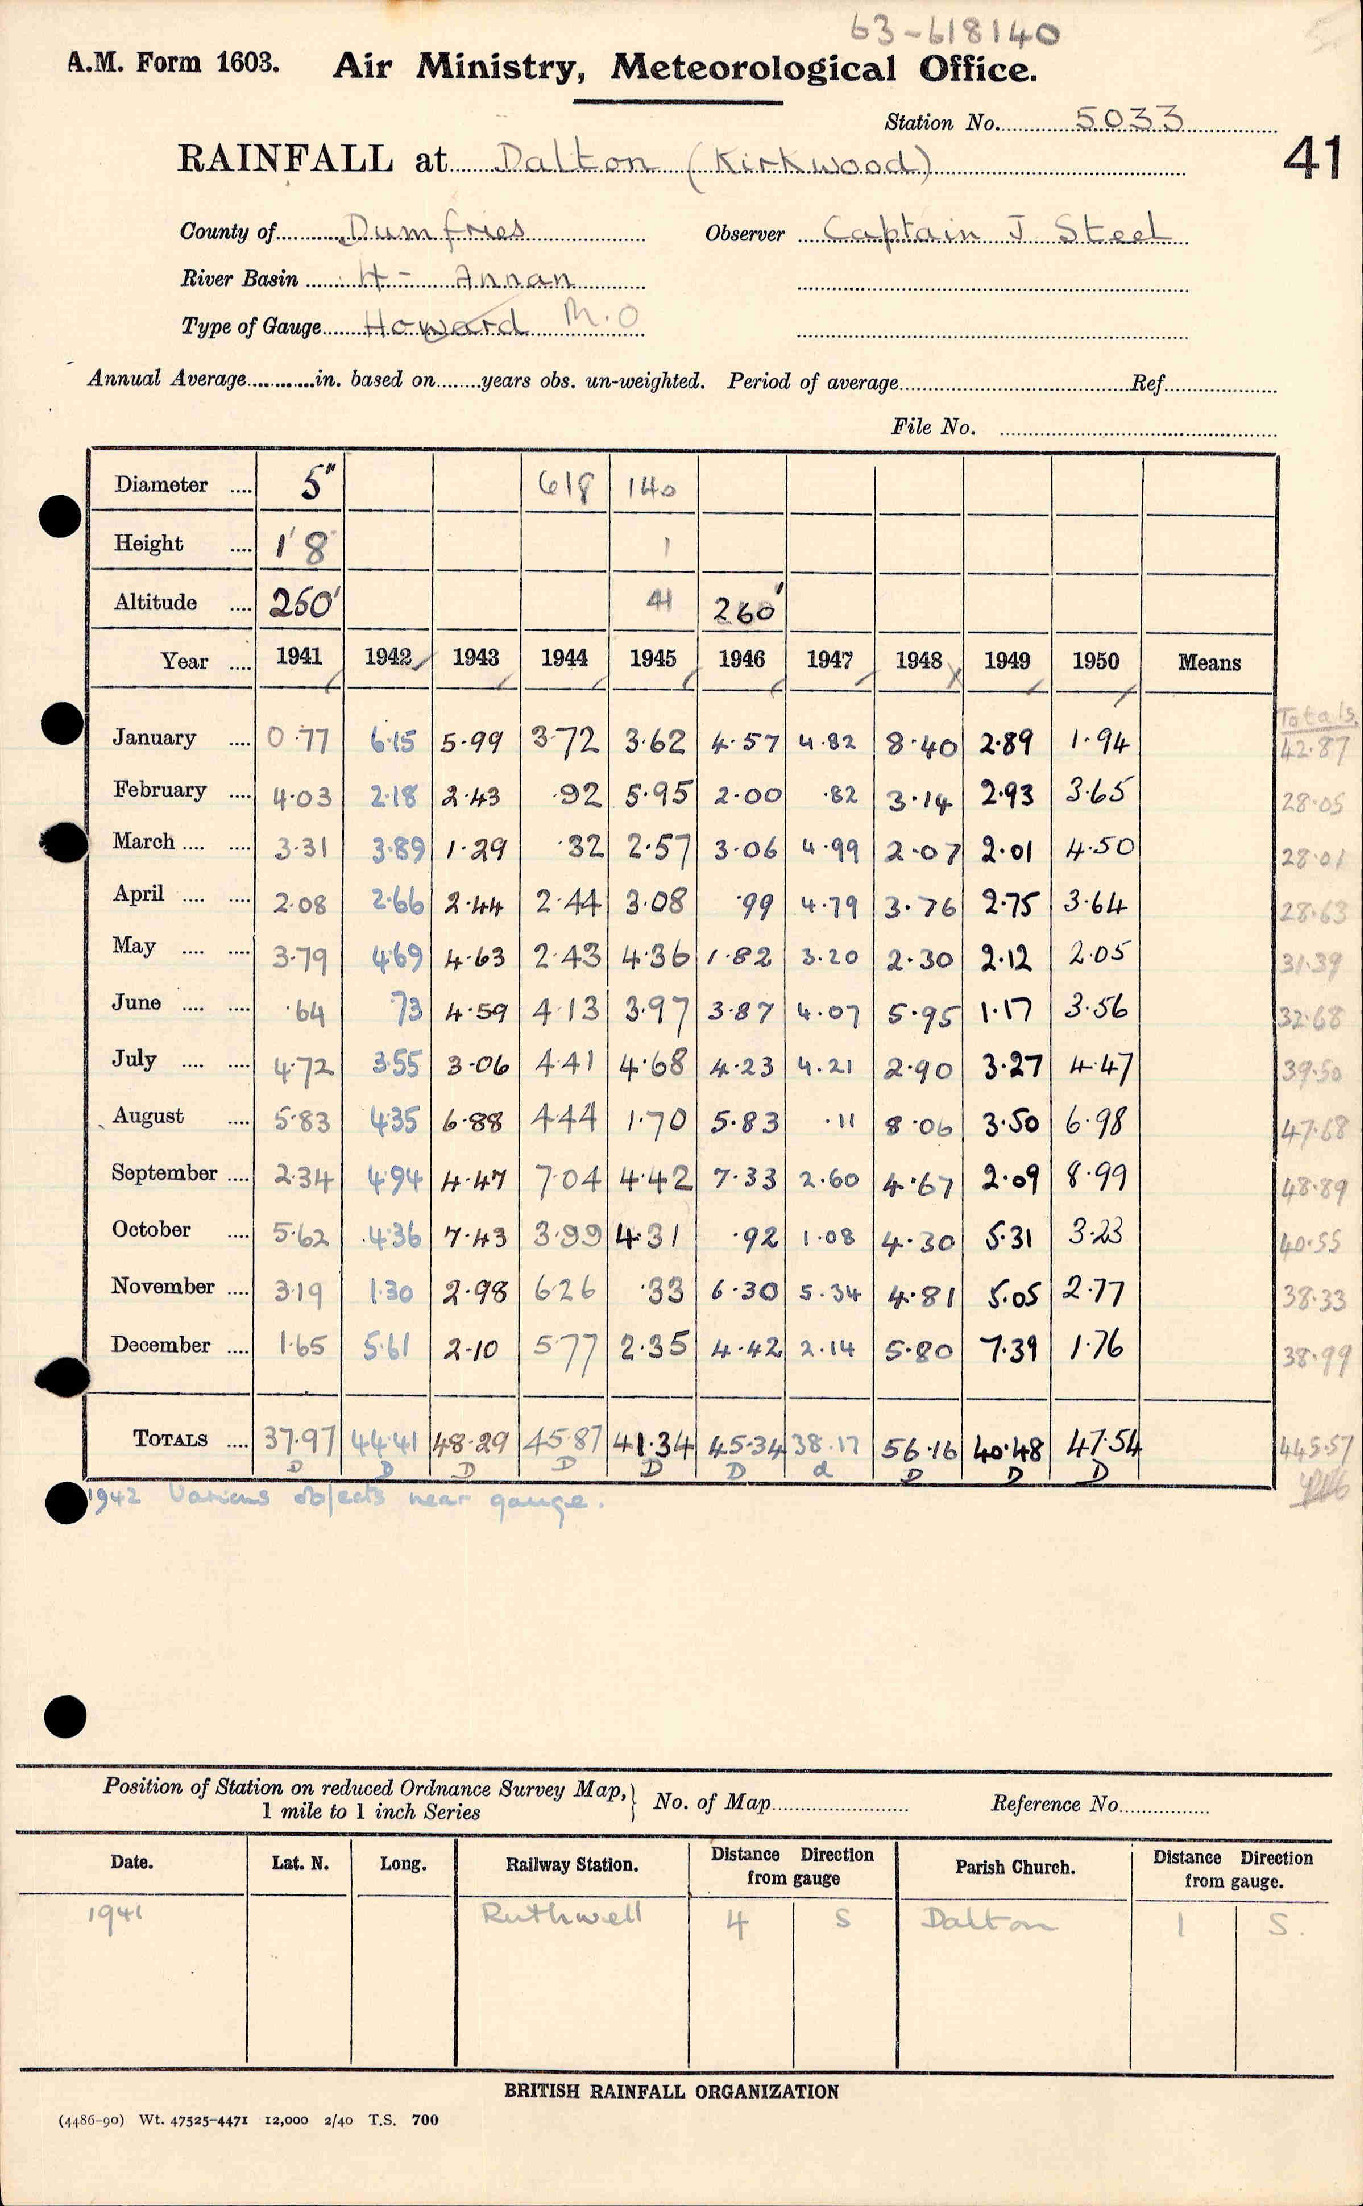 63-618140
A.M. Form 1603. Air Ministry, Meteorological Office.
Station No. 5033
RAINFALL at Dalton (Kirkwood) 41
County of Dumfries Observer Captain J Steel
River Basin H- Annan
Type of Gauge Howard M.O
Annual Average in. based on years obs. un-weighted. Period of average Ref.
File No.
Diameter 5" 618 140
Height 1'8" 1
Altitude 250' 41 260'
Year 1941 1942 1943 1944 1945 1946 1947 1948 1949 1950 Means
Totals.
January 0.77 6.15 5.99 3.72 3.62 4.57 4.82 8.40 2.89 1.94 42.87
February 4.03 2.18 2.43 .92 5.95 2.00 .82 3.14 2.93 3.65 28.05
March 3.31 3.89 1.29 .32 2.57 3.06 4.99 2.07 2.01 4.50 28.01
April 2.08 2.66 2.44 2.44 3.08 .99 4.79 3.76 2.75 3.64 28.63
May 3.79 4.69 4.63 2.43 4.36 1.82 3.20 2.30 2.12 2.05 31.39
June .64 73 4.59 4.13 3.97 3.87 4.07 5.95 1.17 3.56 32.68
July 4.72 3.55 3.06 4.41 4.68 4.23 4.21 2.90 3.27 4.47 39.50
August 5.83 4.35 6.88 4.44 1.70 5.83 .11 8.06 3.50 6.98 47.68
September 2.34 4.94 4.47 7.04 4.42 7.33 2.60 4.67 2.09 8.99 48.89
October 5.62 4.36 7.43 3.99 4.31 .92 1.08 4.30 5.31 3.23 40.55
November 3.19 1.30 2.98 6.26 .33 6.30 5.34 4.81 5.05 2.77 38.33
December 1.65 5.61 2.10 5.77 2.35 4.42 2.14 5.80 7.39 1.76 38.99
TOTALS 37.97 44.41 48.29 45.87 41.34 45.34 38.17 56.16 40.48 47.54 445.57
D D D D D D d D D D
1942 Various objects near gauge.
Position of Station on reduced Ordnance Survey Map, 1 mile to 1 inch Series } No. of Map Reference No.
Date. Lat. N. Long. Railway Station. Distance Direction from gauge Parish Church. Distance Direction from gauge.
1941 Ruthwell 4 S Dalton 1 S.
BRITISH RAINFALL ORGANIZATION
(4486-90) Wt. 47525-4471 12,000 2/40 T.S. 700